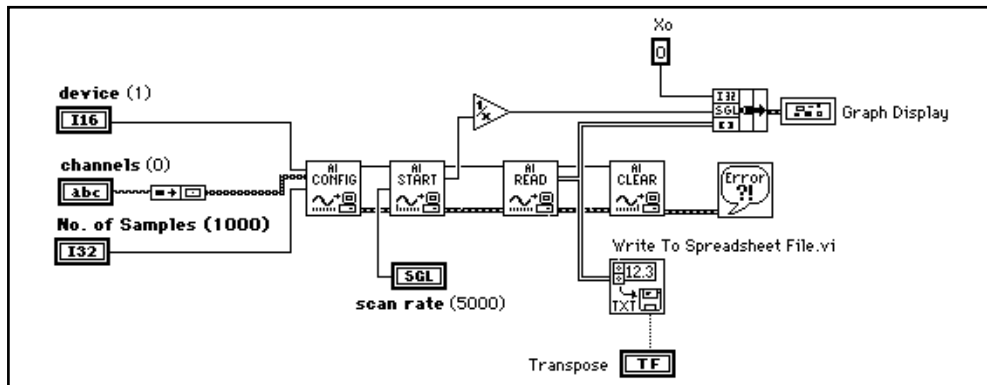 Xo
0
device (1)
I16
1/x
I32
SGL
[ ]
Graph Display
channels (0)
abc
AI CONFIG
AI START
AI READ
AI CLEAR
Error ?!
No. of Samples (1000)
I32
SGL
scan rate (5000)
Write To Spreadsheet File.vi
12.3
TXT
Transpose
TF